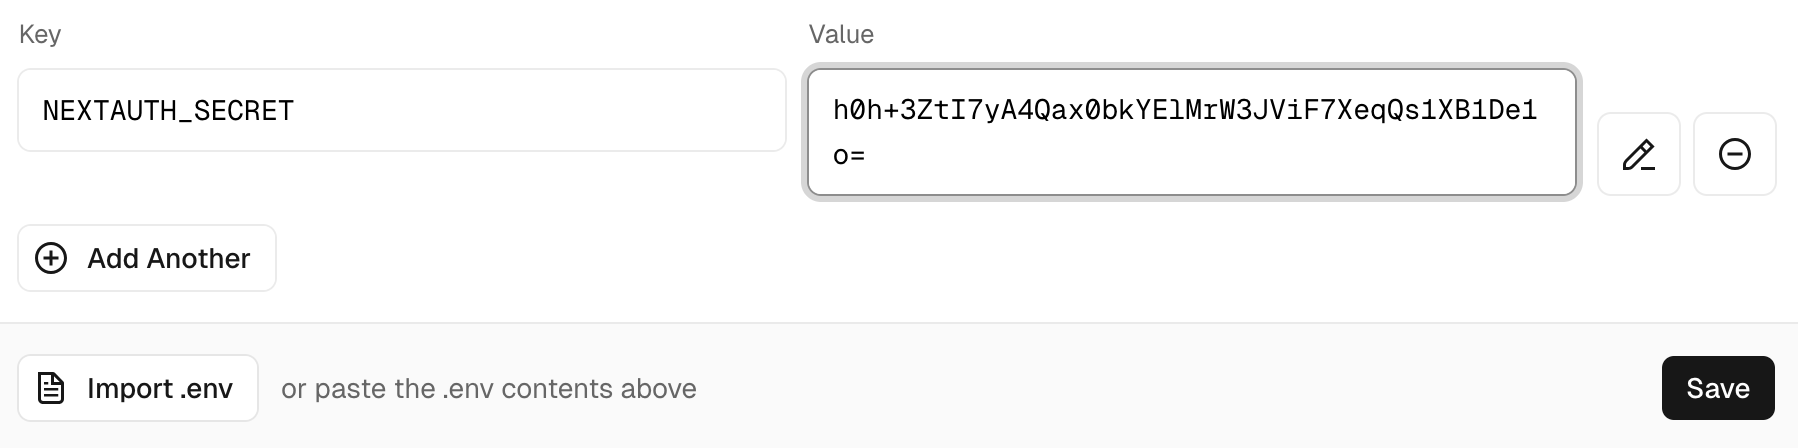 Key
Value
NEXTAUTH_SECRET
h0h+3ZtI7yA4Qax0bkYElMrW3JViF7XeqQs1XB1De1
o=
Add Another
Import .env
or paste the .env contents above
Save